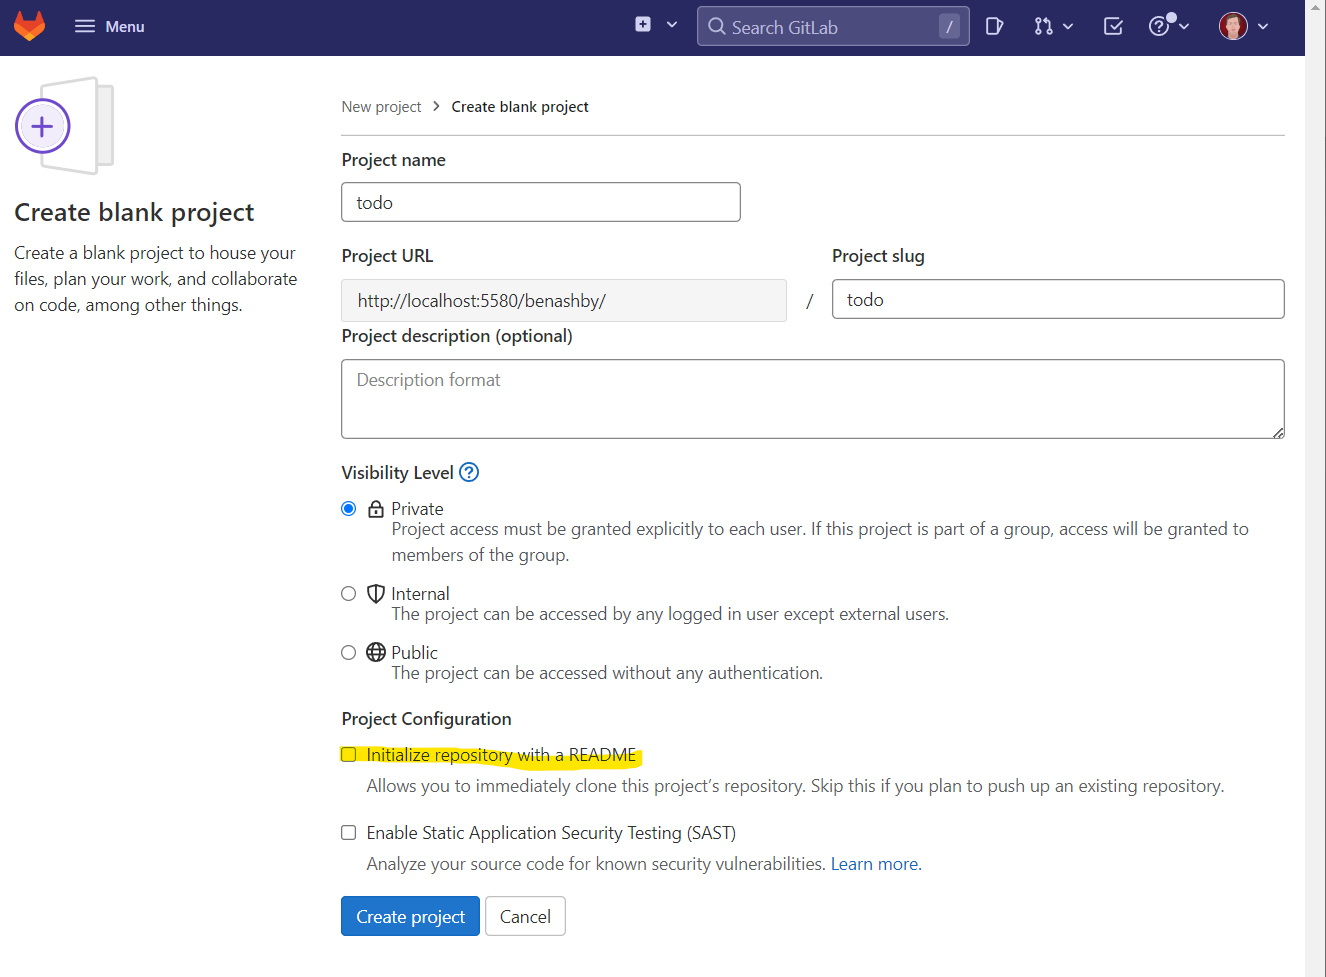 Menu
Search GitLab
/
New project > Create blank project
Create blank project
Create a blank project to house your
files, plan your work, and collaborate
on code, among other things.
Project name
todo
Project URL
Project slug
http://localhost:5580/benashby/
/
todo
Project description (optional)
Description format
Visibility Level
Private
Project access must be granted explicitly to each user. If this project is part of a group, access will be granted to
members of the group.
Internal
The project can be accessed by any logged in user except external users.
Public
The project can be accessed without any authentication.
Project Configuration
Initialize repository with a README
Allows you to immediately clone this project’s repository. Skip this if you plan to push up an existing repository.
Enable Static Application Security Testing (SAST)
Analyze your source code for known security vulnerabilities. Learn more.
Create project
Cancel